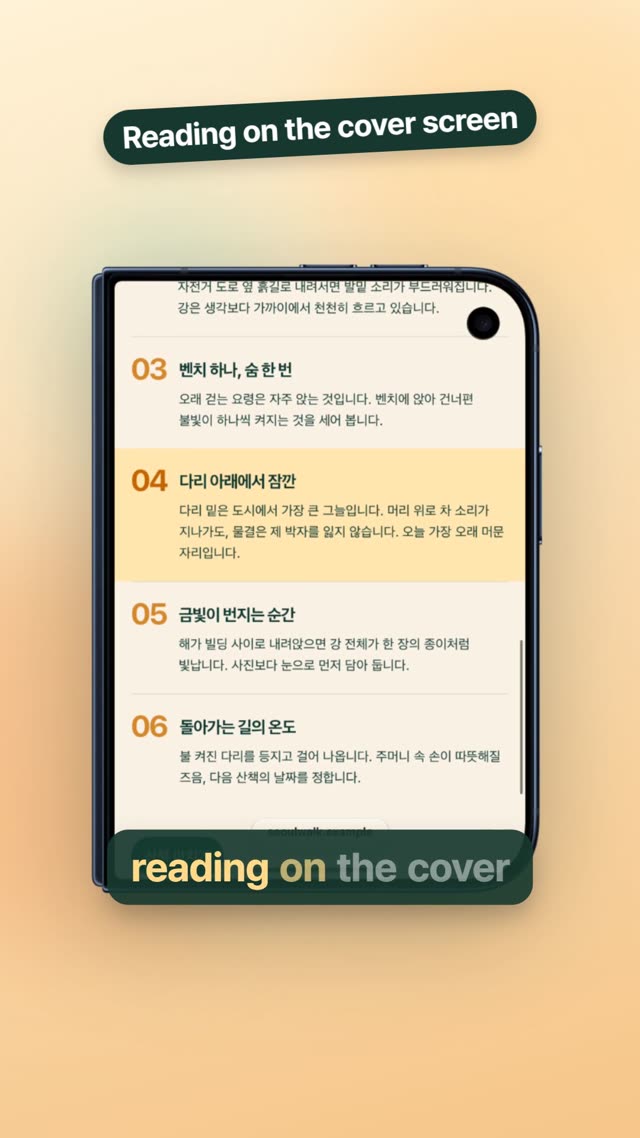 Reading on the cover screen
자전거 도로 옆 흙길로 내려서면 발밑 소리가 부드러워집니다.
강은 생각보다 가까이에서 천천히 흐르고 있습니다.
03 벤치 하나, 숨 한 번
오래 걷는 요령은 자주 앉는 것입니다. 벤치에 앉아 건너편
불빛이 하나씩 켜지는 것을 세어 봅니다.
04 다리 아래에서 잠깐
다리 밑은 도시에서 가장 큰 그늘입니다. 머리 위로 차 소리가
지나가도, 물결은 제 박자를 잃지 않습니다. 오늘 가장 오래 머문
자리입니다.
05 금빛이 번지는 순간
해가 빌딩 사이로 내려앉으면 강 전체가 한 장의 종이처럼
빛납니다. 사진보다 눈으로 먼저 담아 둡니다.
06 돌아가는 길의 온도
불 켜진 다리를 등지고 걸어 나옵니다. 주머니 속 손이 따뜻해질
즈음, 다음 산책의 날짜를 정합니다.
seoulwalk.example
reading on the cover